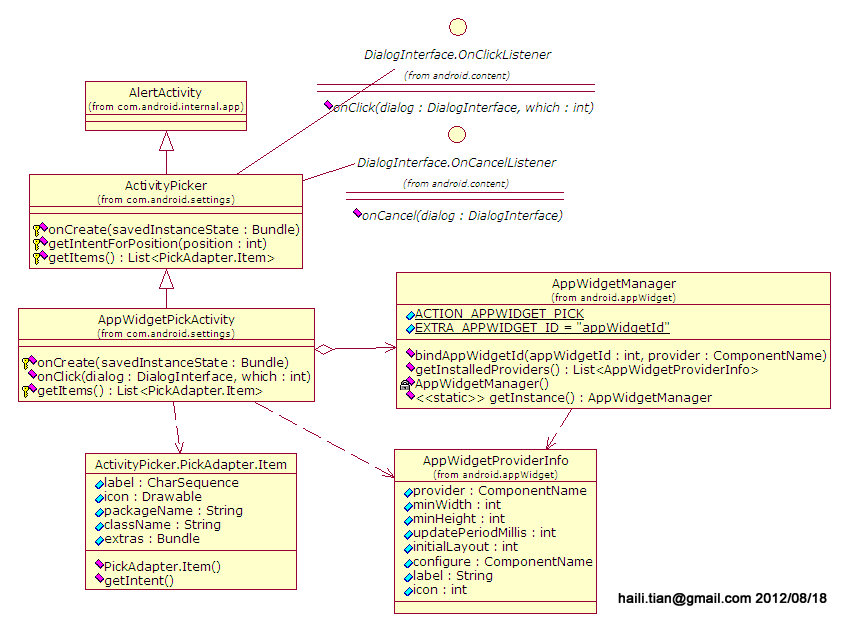 DialogInterface.OnClickListener
(from android.content)
onClick(dialog : DialogInterface, which : int)
AlertActivity
(from com.android.internal.app)
DialogInterface.OnCancelListener
(from android.content)
onCancel(dialog : DialogInterface)
ActivityPicker
(from com.android.settings)
onCreate(savedInstanceState : Bundle)
getIntentForPosition(position : int)
getItems() : List<PickAdapter.Item>
AppWidgetManager
(from android.appWidget)
ACTION_APPWIDGET_PICK
EXTRA_APPWIDGET_ID = "appWidgetId"
bindAppWidgetId(appWidgetId : int, provider : ComponentName)
getInstalledProviders() : List<AppWidgetProviderInfo>
AppWidgetManager()
<<static>> getInstance() : AppWidgetManager
AppWidgetPickActivity
(from com.android.settings)
onCreate(savedInstanceState : Bundle)
onClick(dialog : DialogInterface, which : int)
getItems() : List<PickAdapter.Item>
ActivityPicker.PickAdapter.Item
label : CharSequence
icon : Drawable
packageName : String
className : String
extras : Bundle
PickAdapter.Item()
getIntent()
AppWidgetProviderInfo
(from android.appWidget)
provider : ComponentName
minWidth : int
minHeight : int
updatePeriodMillis : int
initialLayout : int
configure : ComponentName
label : String
icon : int
haili.tian@gmail.com 2012/08/18